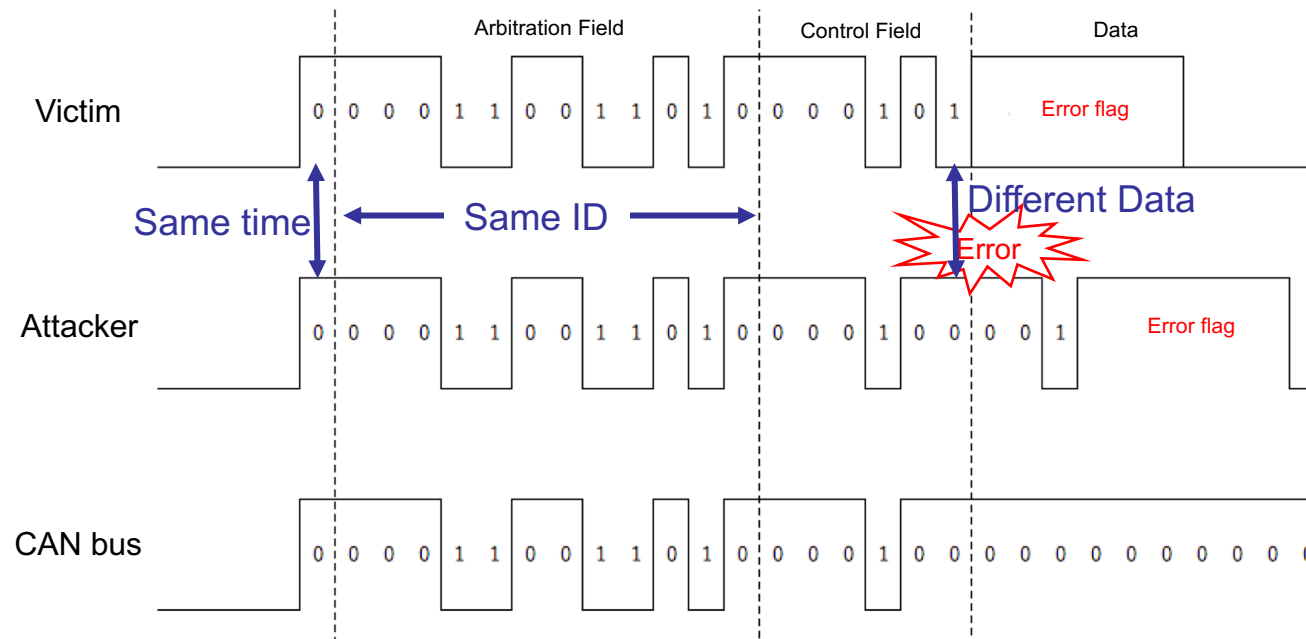 Arbitration Field Control Field Data
Victim 0 0 0 0 1 1 0 0 1 1 0 1 0 0 0 0 1 0 1 Error flag
Same time Same ID Different Data
Error
Attacker 0 0 0 0 1 1 0 0 1 1 0 1 0 0 0 0 1 0 0 0 0 1 Error flag
CAN bus 0 0 0 0 1 1 0 0 1 1 0 1 0 0 0 0 1 0 0 0 0 0 0 0 0 0 0 0 0